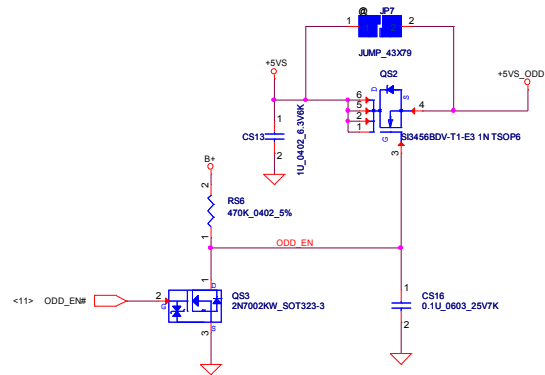 @ JP7
1 2
JUMP_43X79
+5VS
QS2
+5VS_ODD
D
S
6
5
2
1
4
G
3
SI3456BDV-T1-E3 1N TSOP6
CS13
1
2
1U_0402_6.3V6K
B+
2
RS6
470K_0402_5%
1
ODD_EN
<11> ODD_EN#
2
G
1
D
QS3
2N7002KW_SOT323-3
3
S
1
CS16
0.1U_0603_25V7K
2